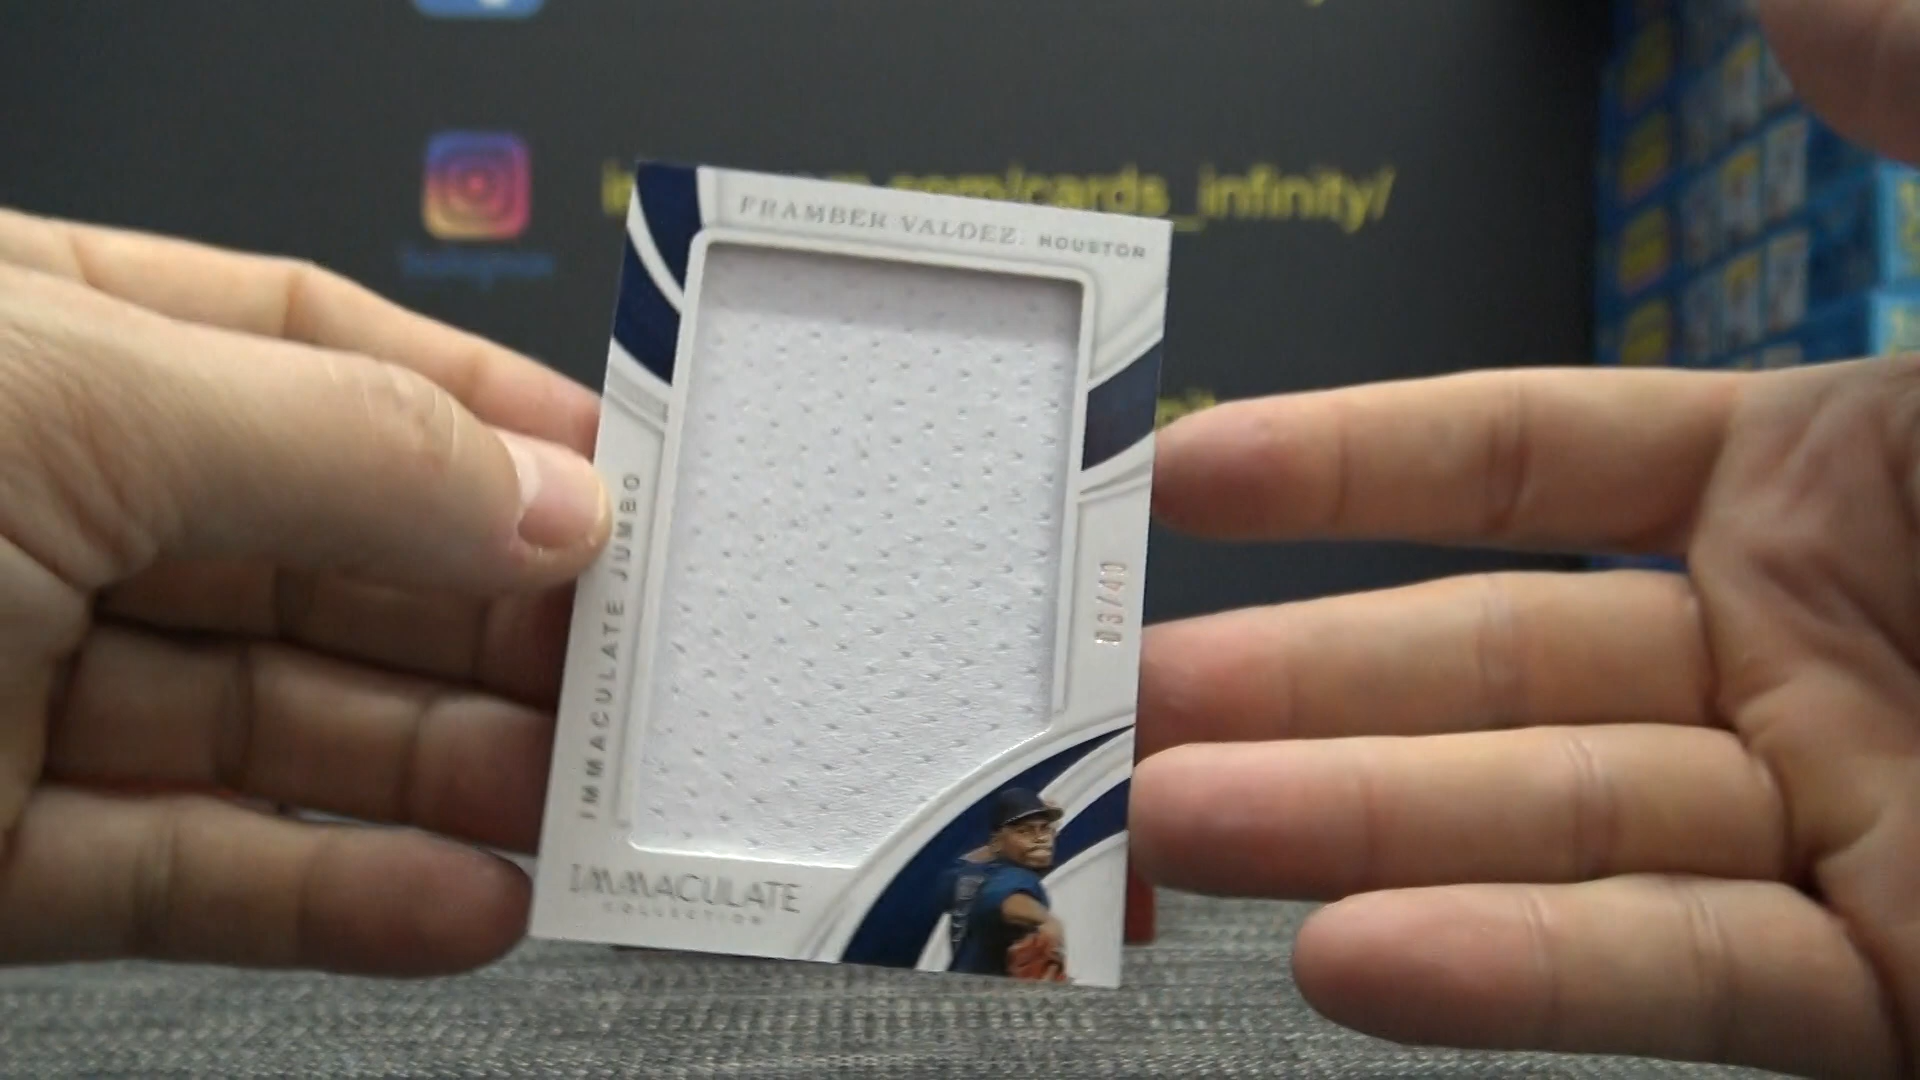 .com/cards_infinity/
FRAMBER VALDEZ, HOUSTON
IMMACULATE JUMBO
03/40
IMMACULATE
COLLECTION